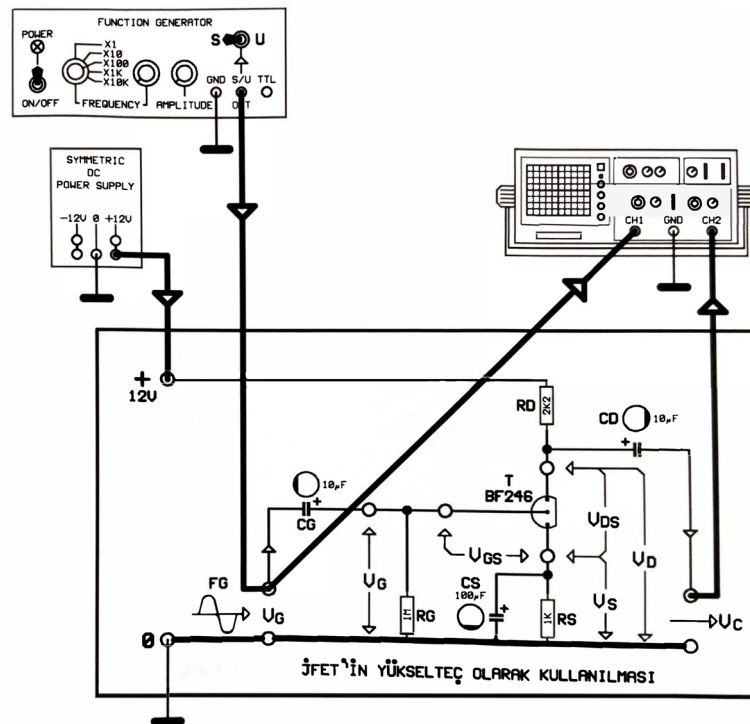 FUNCTION GENERATOR
POWER
S U
X1
X10
X100
X1K
X10K
GND S/U TTL
ON/OFF
FREQUENCY
AMPLITUDE
OUT
SYMMETRIC
DC
POWER SUPPLY
-12V 0 +12V
CH1 GND CH2
+
12V
RD
2K2
CD
10µF
+
T
BF246
10µF
+
CG
VDS
VD
VGS
VG
CS
100µF
+
VS
FG
VG
1M
RG
1K
RS
VC
0
JFET'İN YÜKSELTEÇ OLARAK KULLANILMASI